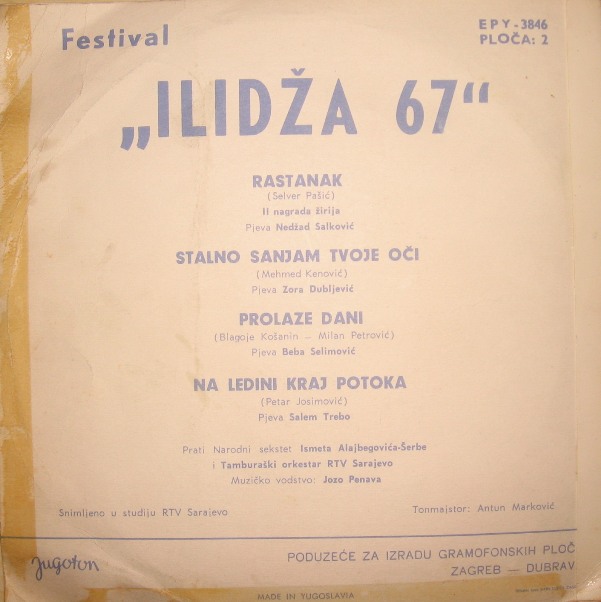 Festival
EPY-3846
PLOČA: 2
„ILIDŽA 67“
RASTANAK
(Selver Pašić)
II nagrada žirija
Pjeva Nedžad Salković
STALNO SANJAM TVOJE OČI
(Mehmed Kenović)
Pjeva Zora Dubljević
PROLAZE DANI
(Blagoje Košanin — Milan Petrović)
Pjeva Beba Selimović
NA LEDINI KRAJ POTOKA
(Petar Josimović)
Pjeva Salem Trebo
Prati Narodni sekstet Ismeta Alajbegovića-Šerbe
i Tamburaški orkestar RTV Sarajevo
Muzičko vodstvo: Jozo Penava
Snimljeno u studiju RTV Sarajevo
Tonmajstor: Antun Marković
Jugoton
PODUZEĆE ZA IZRADU GRAMOFONSKIH PLOČ
ZAGREB — DUBRAV
MADE IN YUGOSLAVIA